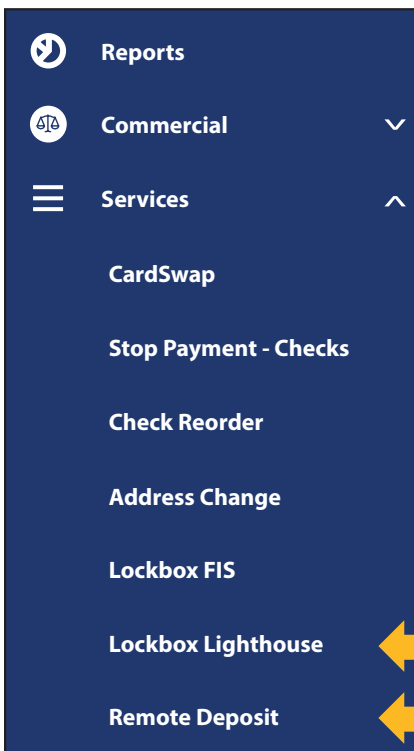 Reports
Commercial
Services
CardSwap
Stop Payment - Checks
Check Reorder
Address Change
Lockbox FIS
Lockbox Lighthouse
Remote Deposit